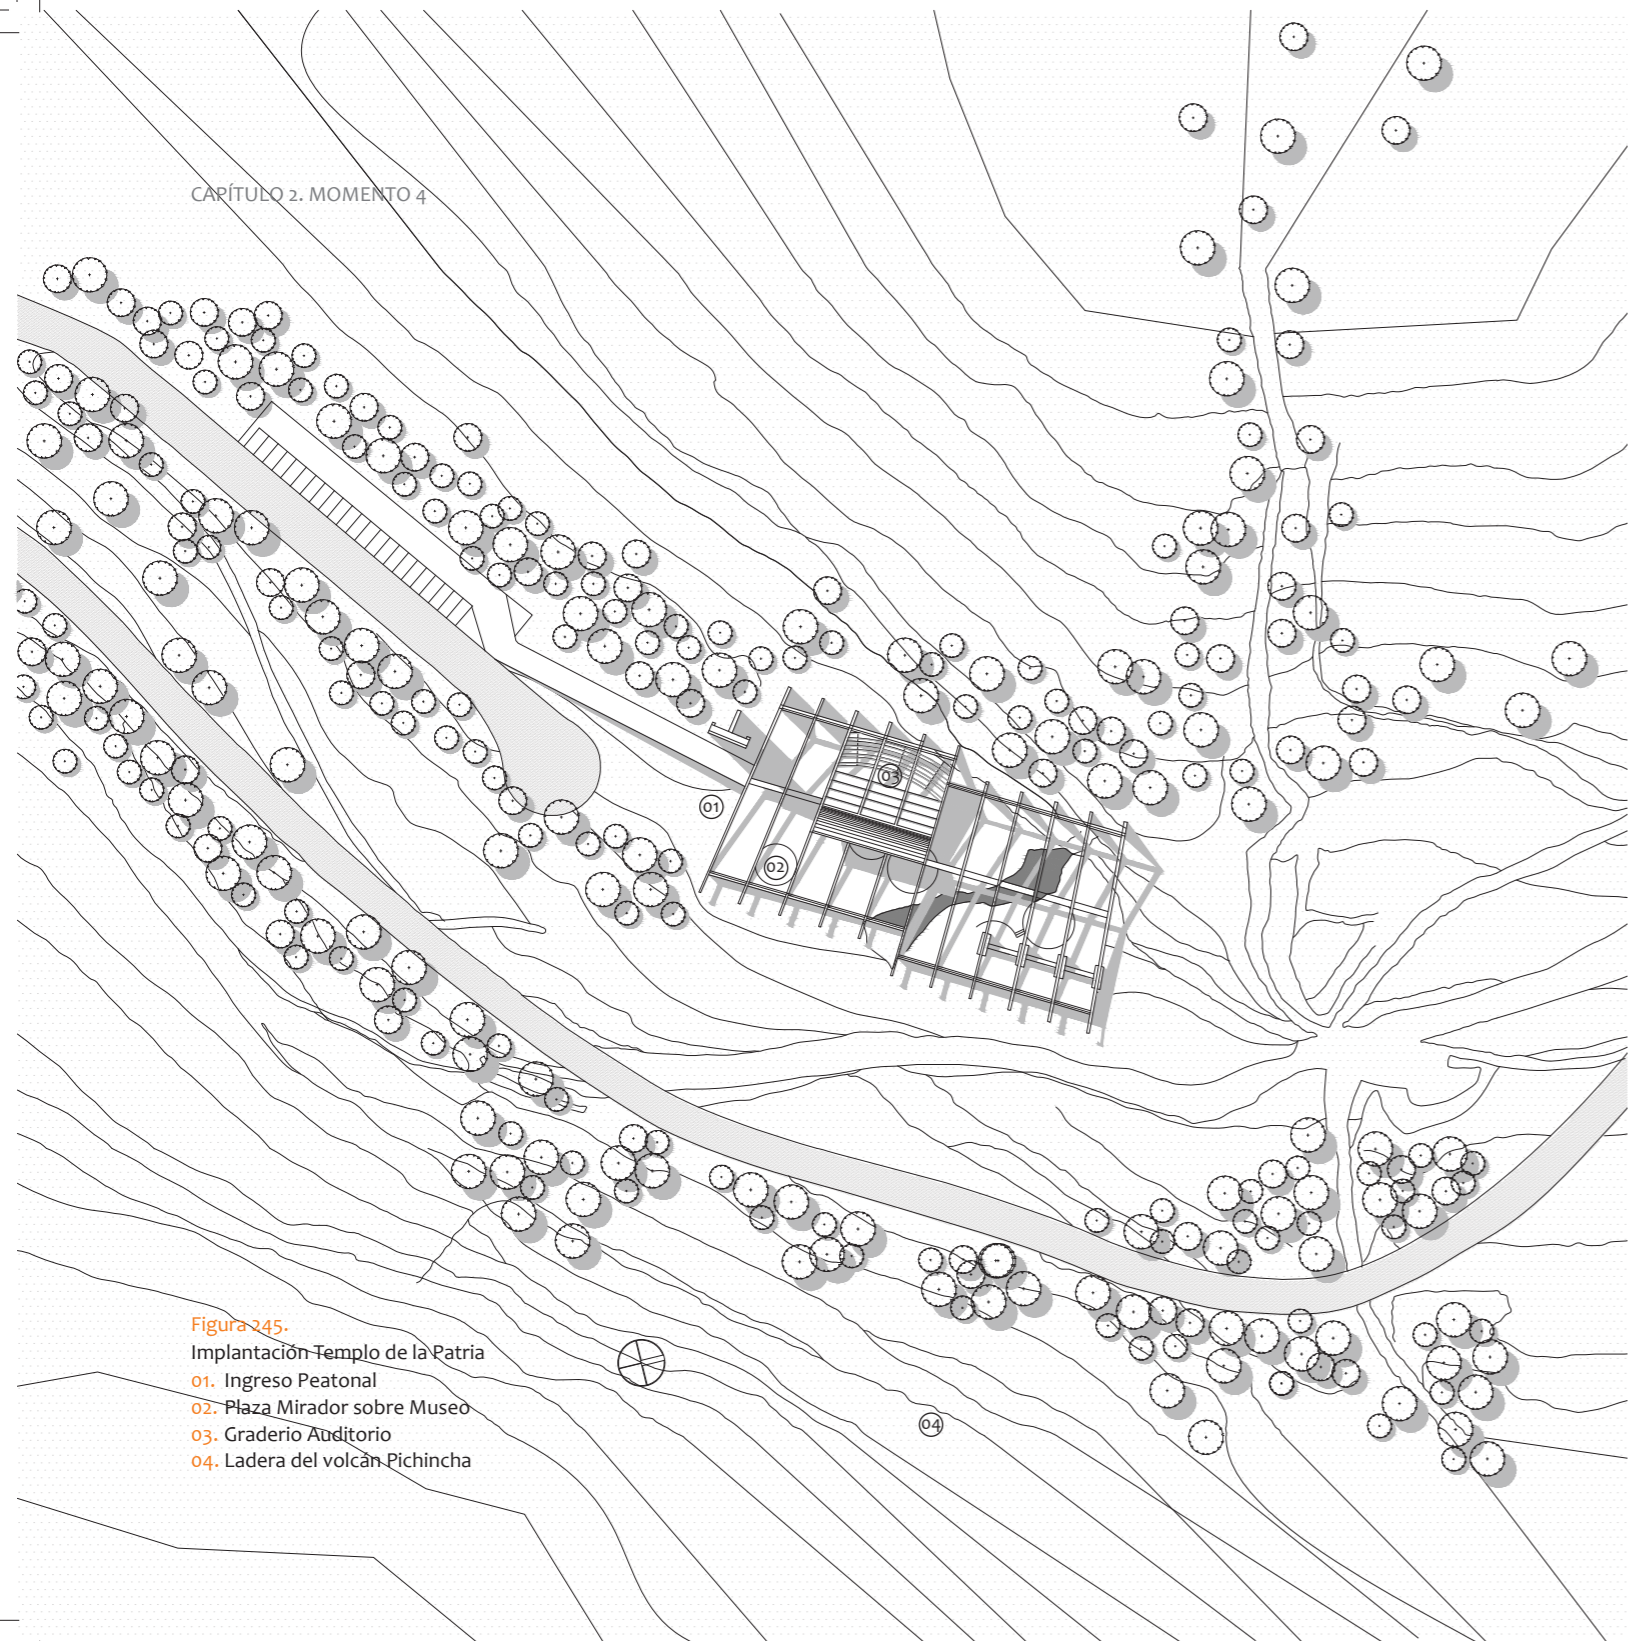 CAPÍTULO 2. MOMENTO 4
03
01
02
Figura 245.
Implantación Templo de la Patria
01. Ingreso Peatonal
02. Plaza Mirador sobre Museo
03. Graderio Auditorio
04. Ladera del volcán Pichincha
04